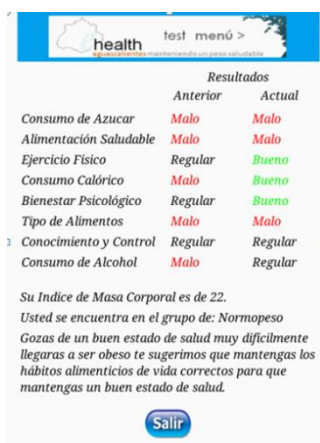 health test menú >
aguascalientes manteniendo un peso saludable
Resultados
Anterior Actual
Consumo de Azucar Malo Malo
Alimentación Saludable Malo Malo
Ejercicio Físico Regular Bueno
Consumo Calórico Malo Bueno
Bienestar Psicológico Regular Bueno
Tipo de Alimentos Malo Malo
Conocimiento y Control Regular Regular
Consumo de Alcohol Malo Regular
Su Indice de Masa Corporal es de 22.
Usted se encuentra en el grupo de: Normopeso
Gozas de un buen estado de salud muy difícilmente
llegaras a ser obeso te sugerimos que mantengas los
hábitos alimenticios de vida correctos para que
mantengas un buen estado de salud.
Salir